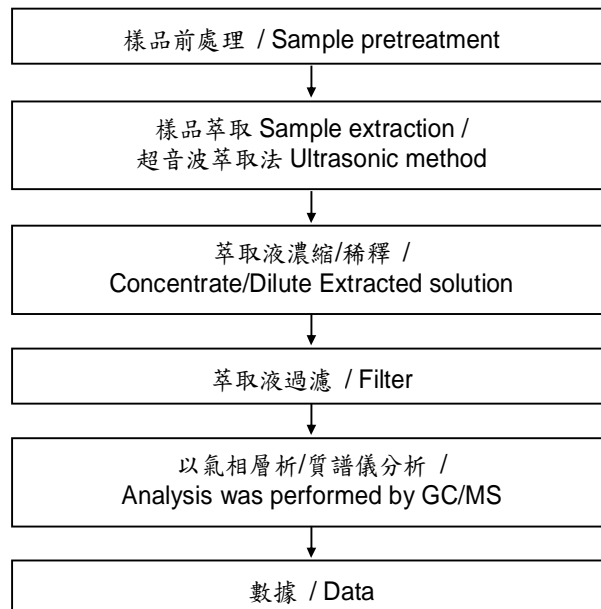 樣品前處理 / Sample pretreatment
樣品萃取 Sample extraction /
超音波萃取法 Ultrasonic method
萃取液濃縮/稀釋 /
Concentrate/Dilute Extracted solution
萃取液過濾 / Filter
以氣相層析/質譜儀分析 /
Analysis was performed by GC/MS
數據 / Data